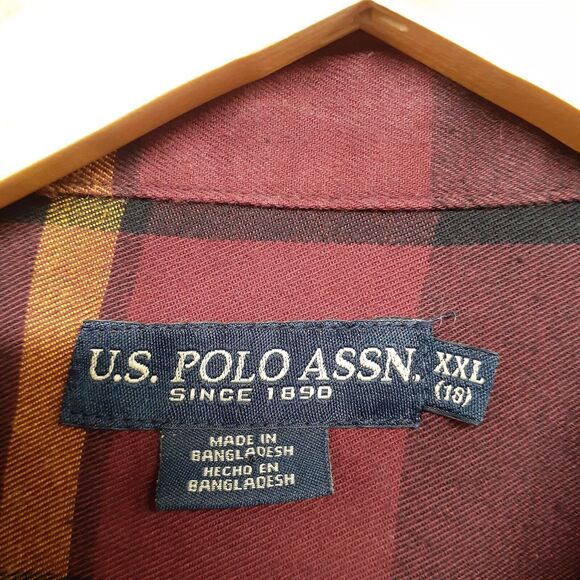 U.S. POLO ASSN.
SINCE 1890
XXL
(18)
MADE IN
BANGLADESH
HECHO EN
BANGLADESH